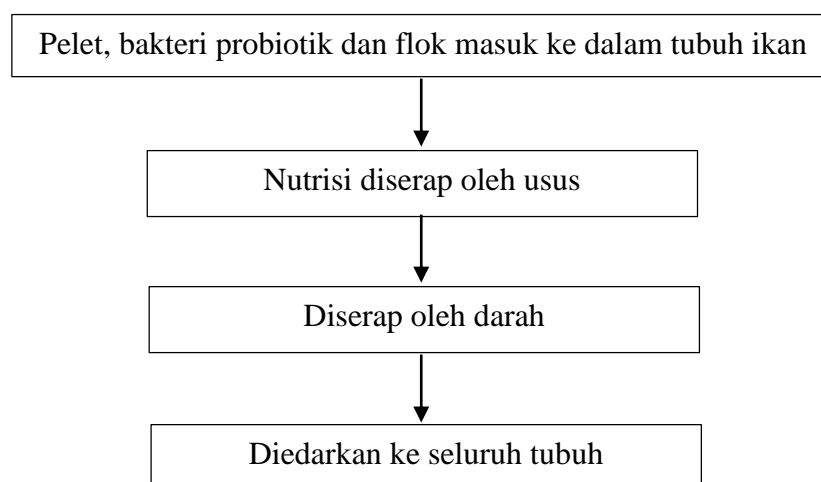 Pelet, bakteri probiotik dan flok masuk ke dalam tubuh ikan
Nutrisi diserap oleh usus
Diserap oleh darah
Diedarkan ke seluruh tubuh